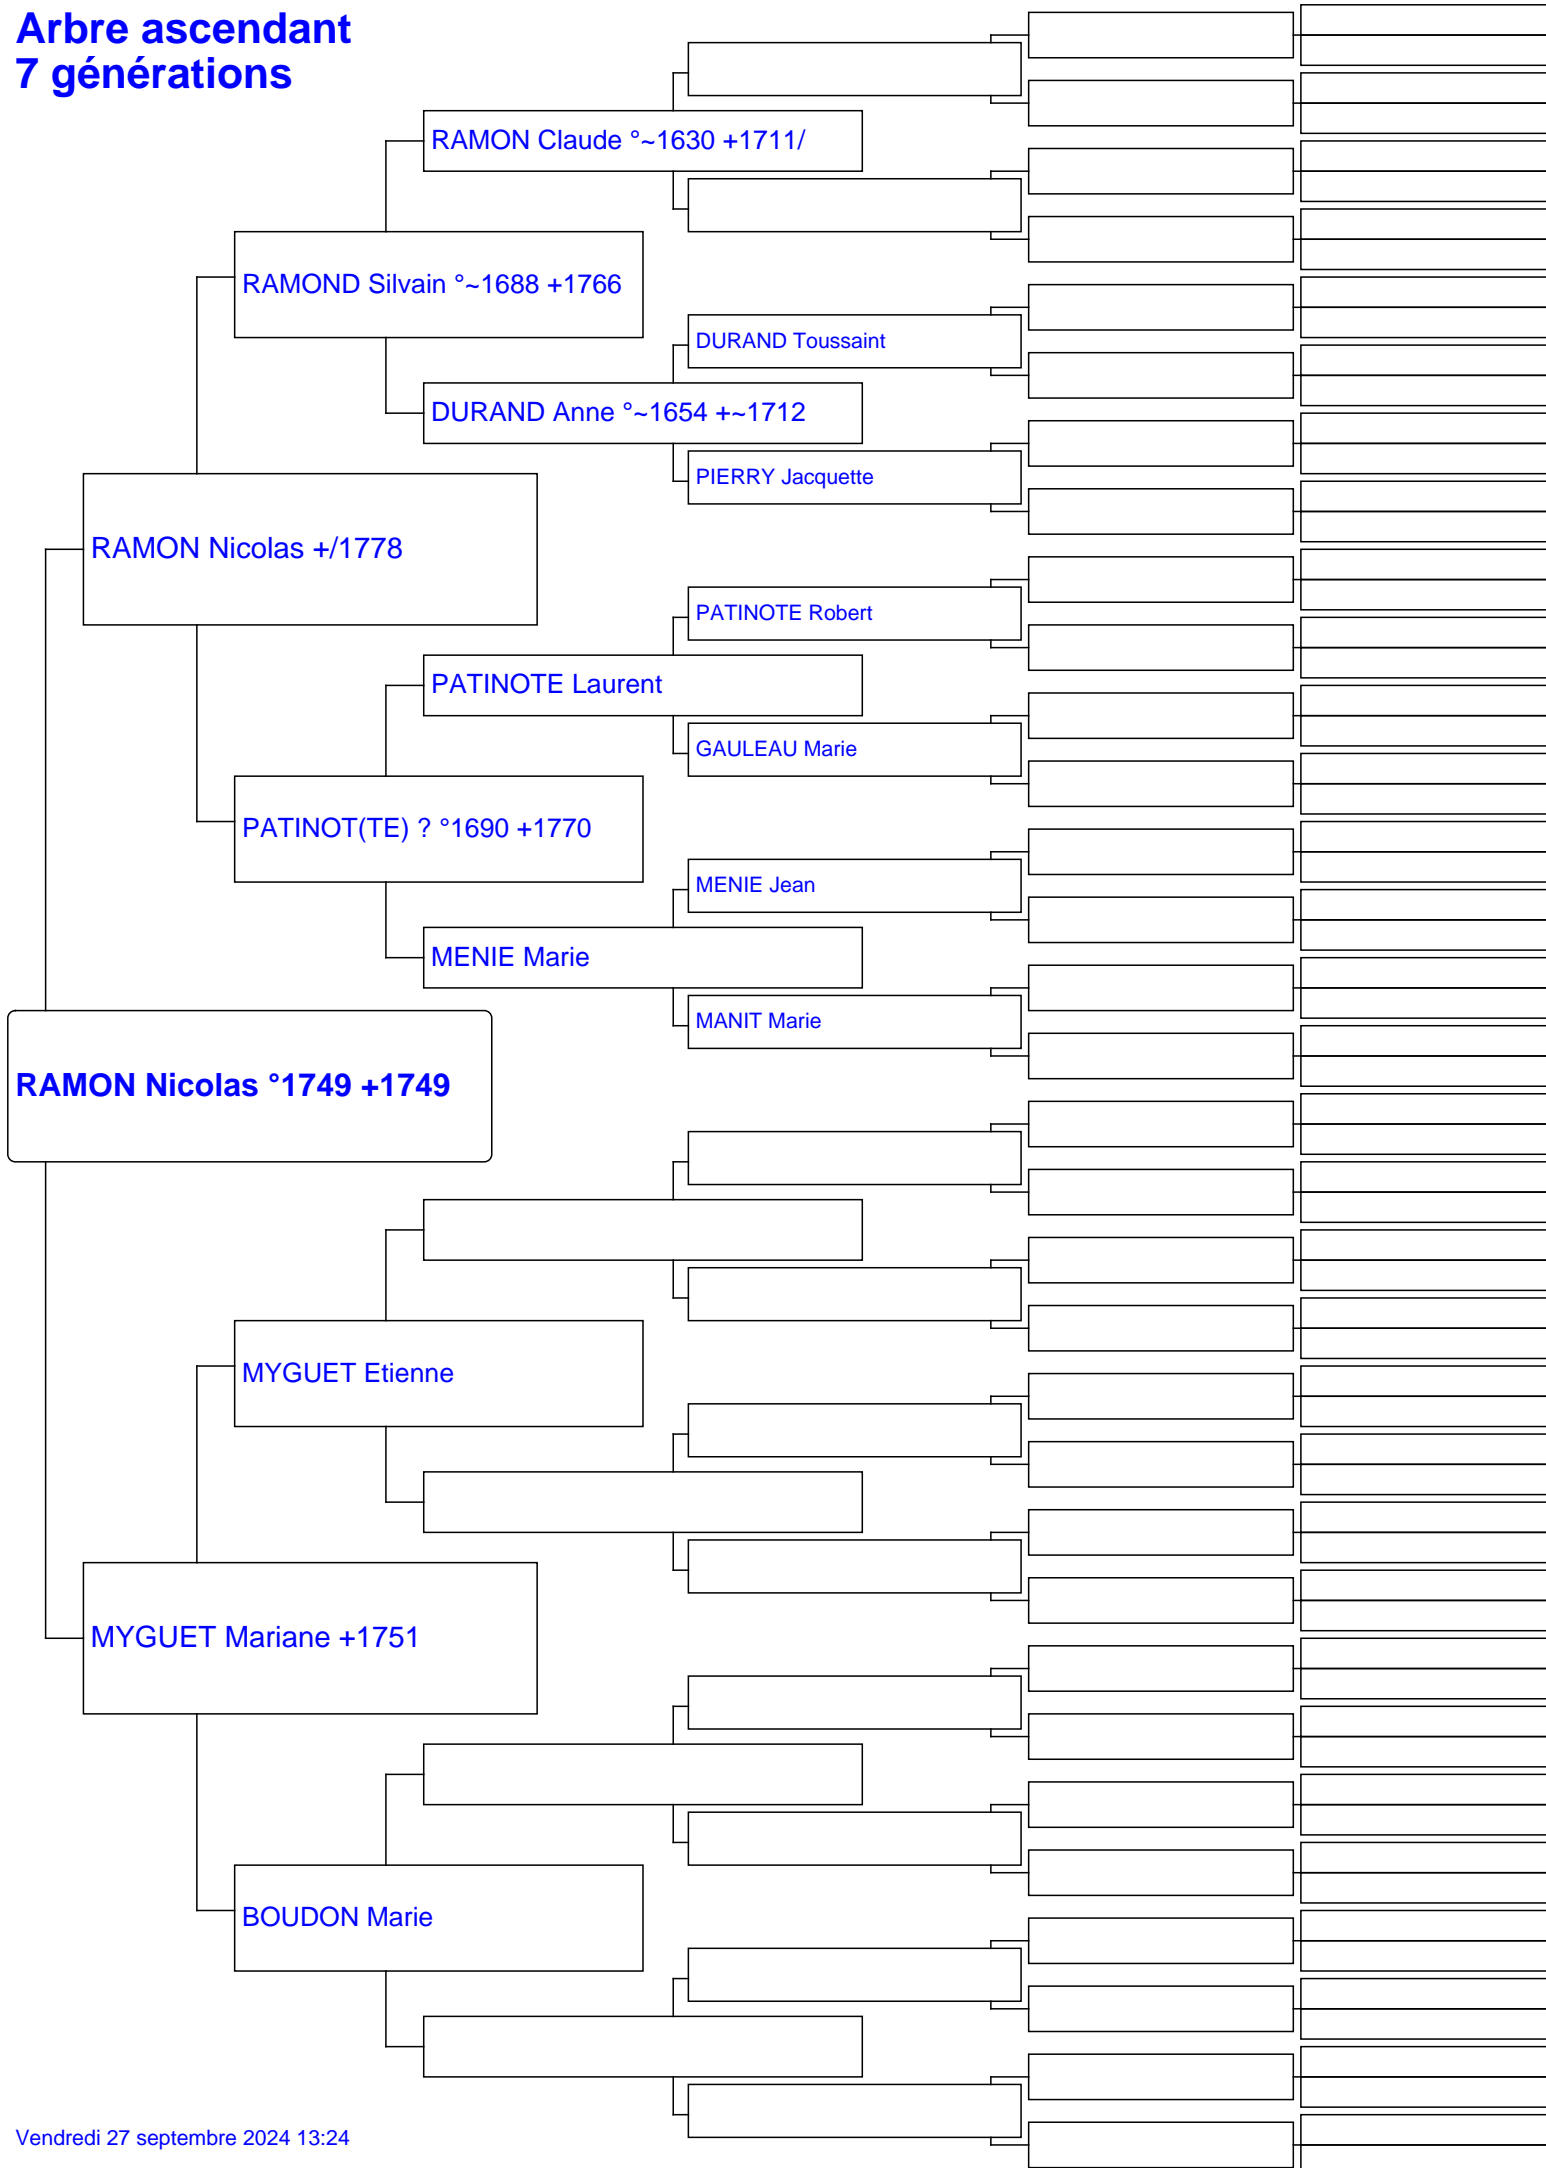 Arbre ascendant
7 générations
RAMON Claude °~1630 +1711/
RAMOND Silvain °~1688 +1766
DURAND Toussaint
DURAND Anne °~1654 +~1712
PIERRY Jacquette
RAMON Nicolas +/1778
PATINOTE Robert
PATINOTE Laurent
GAULEAU Marie
PATINOT(TE) ? °1690 +1770
MENIE Jean
MENIE Marie
MANIT Marie
RAMON Nicolas °1749 +1749
MYGUET Etienne
MYGUET Mariane +1751
BOUDON Marie
Vendredi 27 septembre 2024 13:24